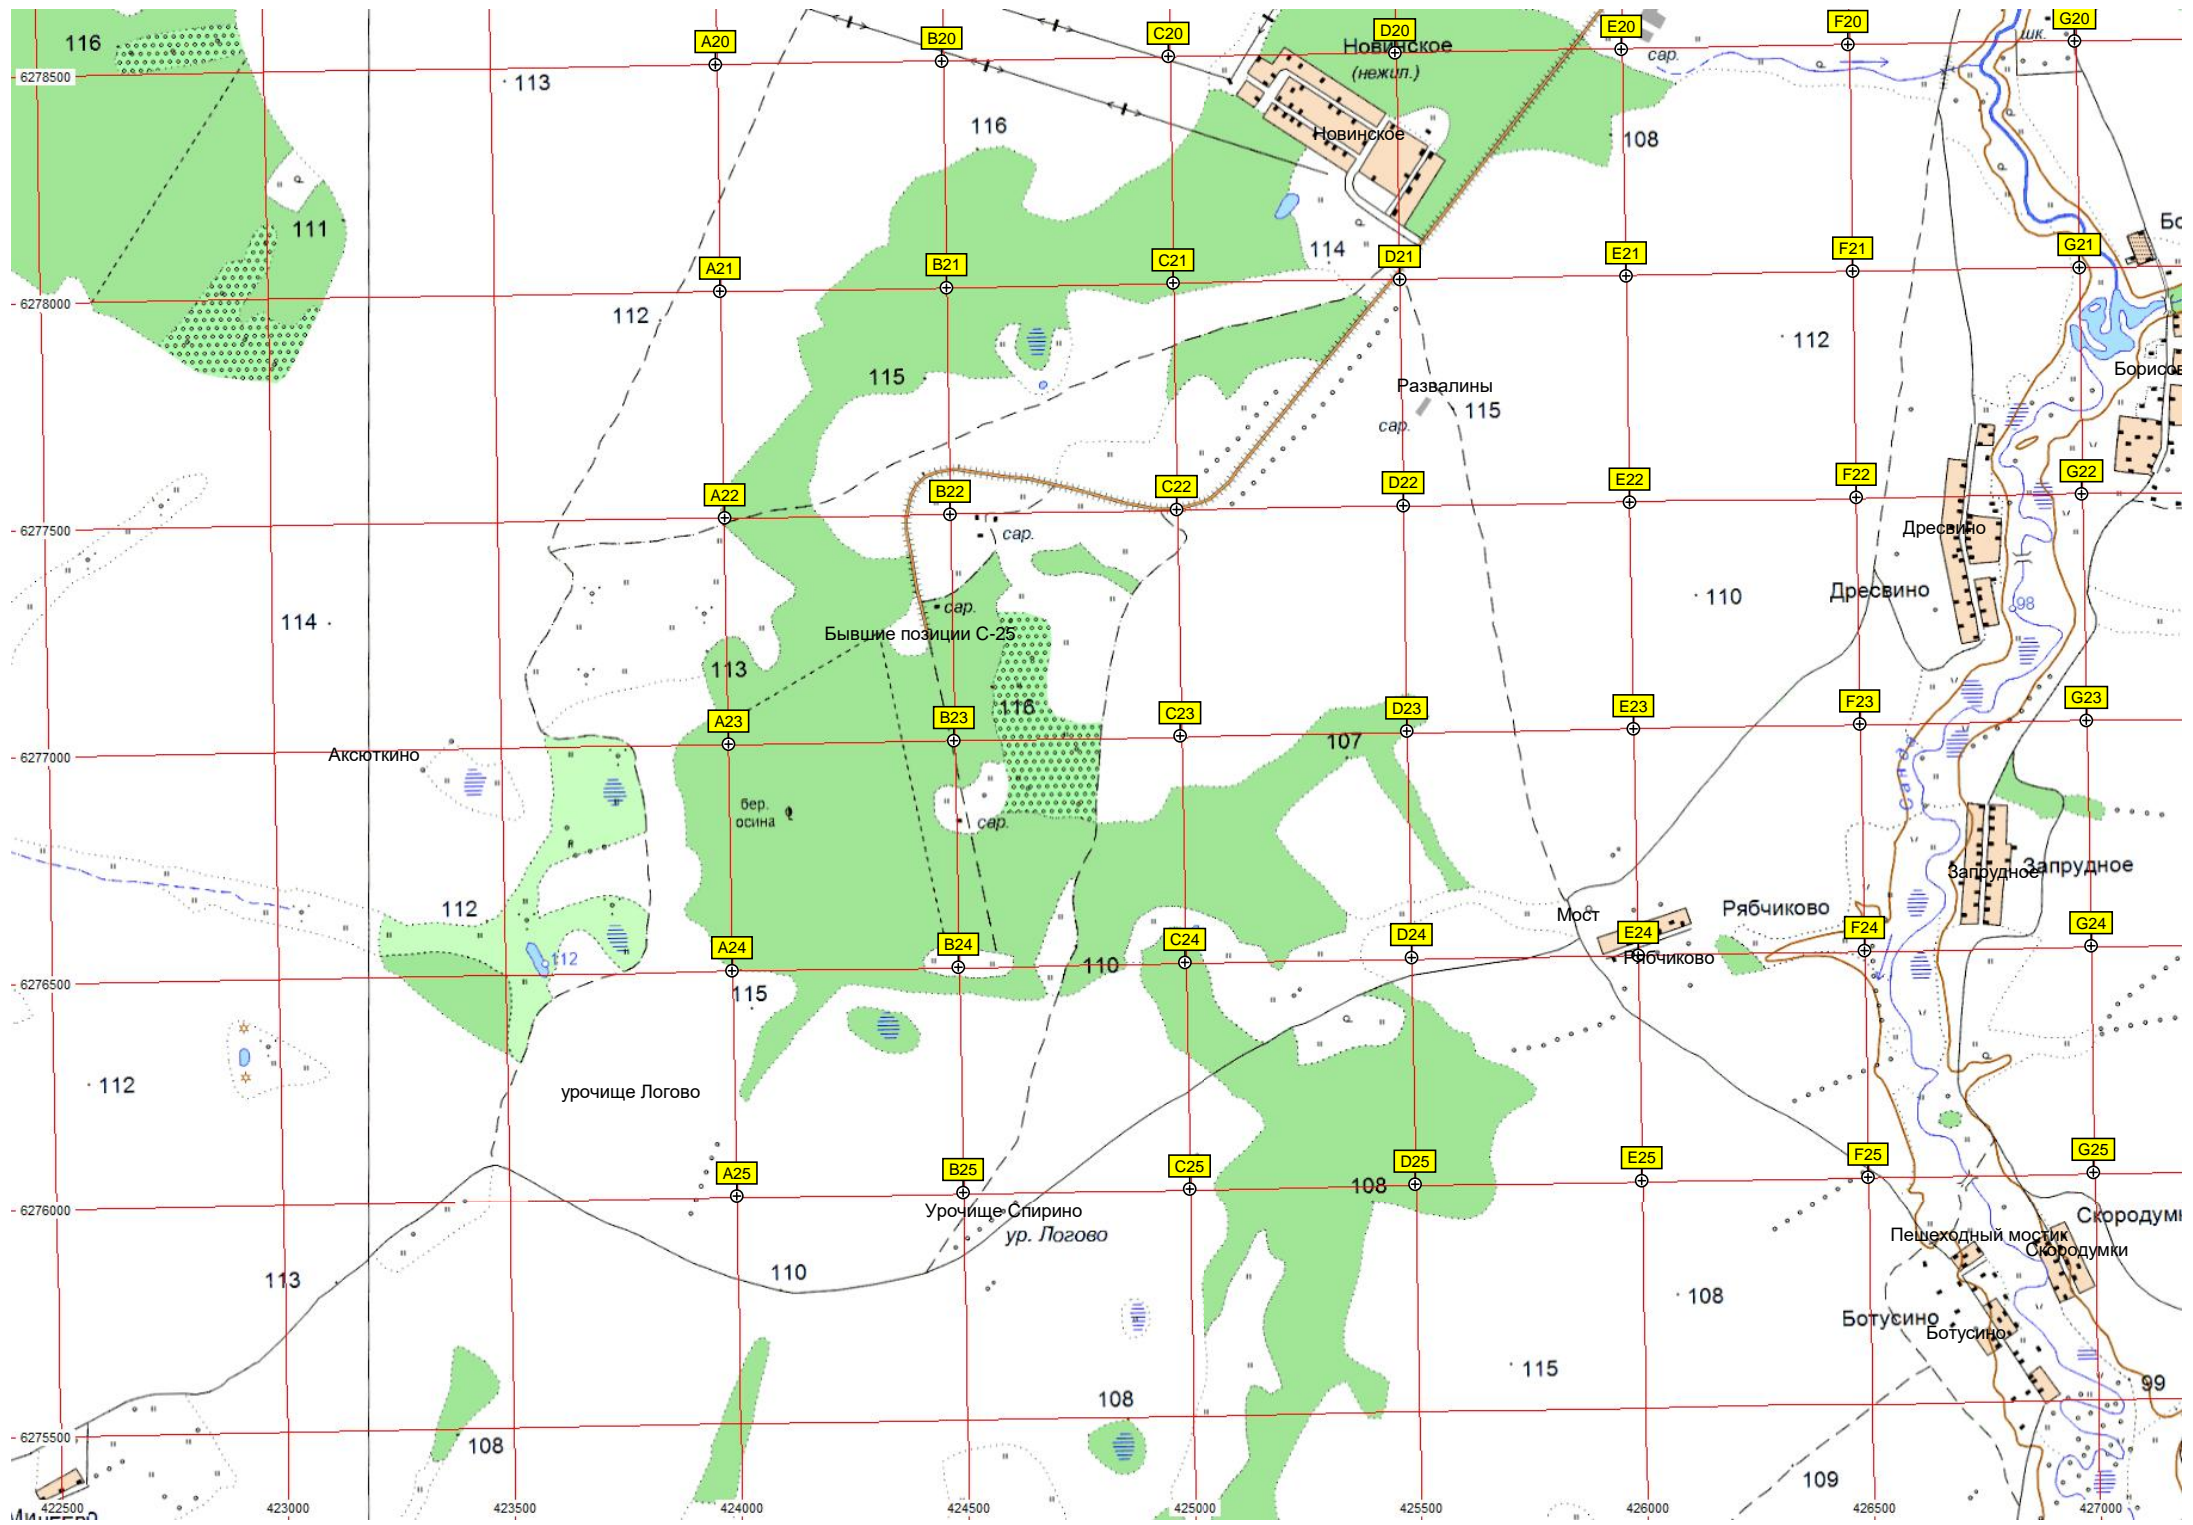 116
A20
B20
C20
D20
E20
F20
G20
шк.
Новинское
(нежил.)
сар.
6278500
113
116
Новинское
108
111
114
Бо
A21
B21
C21
D21
E21
F21
G21
6278000
112
112
115
Развалины
115
сар.
Борисов
A22
B22
C22
D22
E22
F22
G22
6277500
сар.
Дресвино
110
Дресвино
98
сар.
114
Бывшие позиции С-25
113
116
A23
B23
C23
D23
E23
F23
G23
107
6277000
Аксюткино
Санда
бер.
осина
сар.
Запрудное
Запрудное
112
Мост
Рябчиково
A24
B24
C24
D24
E24
F24
G24
Рябчиково
112
110
6276500
115
112
урочище Логово
A25
B25
C25
D25
E25
F25
G25
108
6276000
Урочище Спирино
ур. Логово
Скородумк
Пешеходный мостик
Скородумки
113
110
108
Ботусино
Ботусино
115
99
108
6275500
108
109
422500
423000
423500
424000
424500
425000
425500
426000
426500
427000